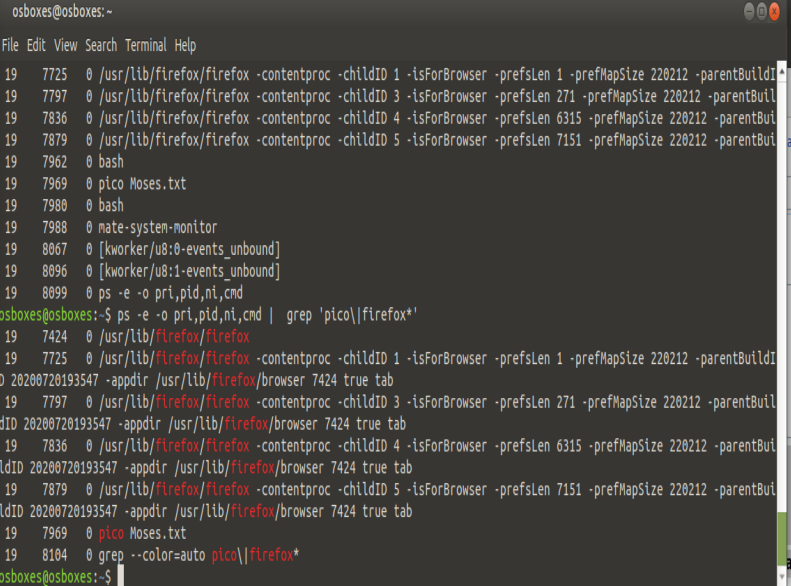 osboxes@osboxes: ~
File Edit View Search Terminal Help
19 7725 0 /usr/lib/firefox/firefox -contentproc -childID 1 -isForBrowser -prefsLen 1 -prefMapSize 220212 -parentBuildI
19 7797 0 /usr/lib/firefox/firefox -contentproc -childID 3 -isForBrowser -prefsLen 271 -prefMapSize 220212 -parentBuil
19 7836 0 /usr/lib/firefox/firefox -contentproc -childID 4 -isForBrowser -prefsLen 6315 -prefMapSize 220212 -parentBui
19 7879 0 /usr/lib/firefox/firefox -contentproc -childID 5 -isForBrowser -prefsLen 7151 -prefMapSize 220212 -parentBui
19 7962 0 bash
19 7969 0 pico Moses.txt
19 7980 0 bash
19 7988 0 mate-system-monitor
19 8067 0 [kworker/u8:0-events_unbound]
19 8096 0 [kworker/u8:1-events_unbound]
19 8099 0 ps -e -o pri,pid,ni,cmd
osboxes@osboxes:~$ ps -e -o pri,pid,ni,cmd | grep 'pico\|firefox*'
19 7424 0 /usr/lib/firefox/firefox
19 7725 0 /usr/lib/firefox/firefox -contentproc -childID 1 -isForBrowser -prefsLen 1 -prefMapSize 220212 -parentBuildI
D 20200720193547 -appdir /usr/lib/firefox/browser 7424 true tab
19 7797 0 /usr/lib/firefox/firefox -contentproc -childID 3 -isForBrowser -prefsLen 271 -prefMapSize 220212 -parentBuil
dID 20200720193547 -appdir /usr/lib/firefox/browser 7424 true tab
19 7836 0 /usr/lib/firefox/firefox -contentproc -childID 4 -isForBrowser -prefsLen 6315 -prefMapSize 220212 -parentBui
ldID 20200720193547 -appdir /usr/lib/firefox/browser 7424 true tab
19 7879 0 /usr/lib/firefox/firefox -contentproc -childID 5 -isForBrowser -prefsLen 7151 -prefMapSize 220212 -parentBui
ldID 20200720193547 -appdir /usr/lib/firefox/browser 7424 true tab
19 7969 0 pico Moses.txt
19 8104 0 grep --color=auto pico\|firefox*
osboxes@osboxes:~$